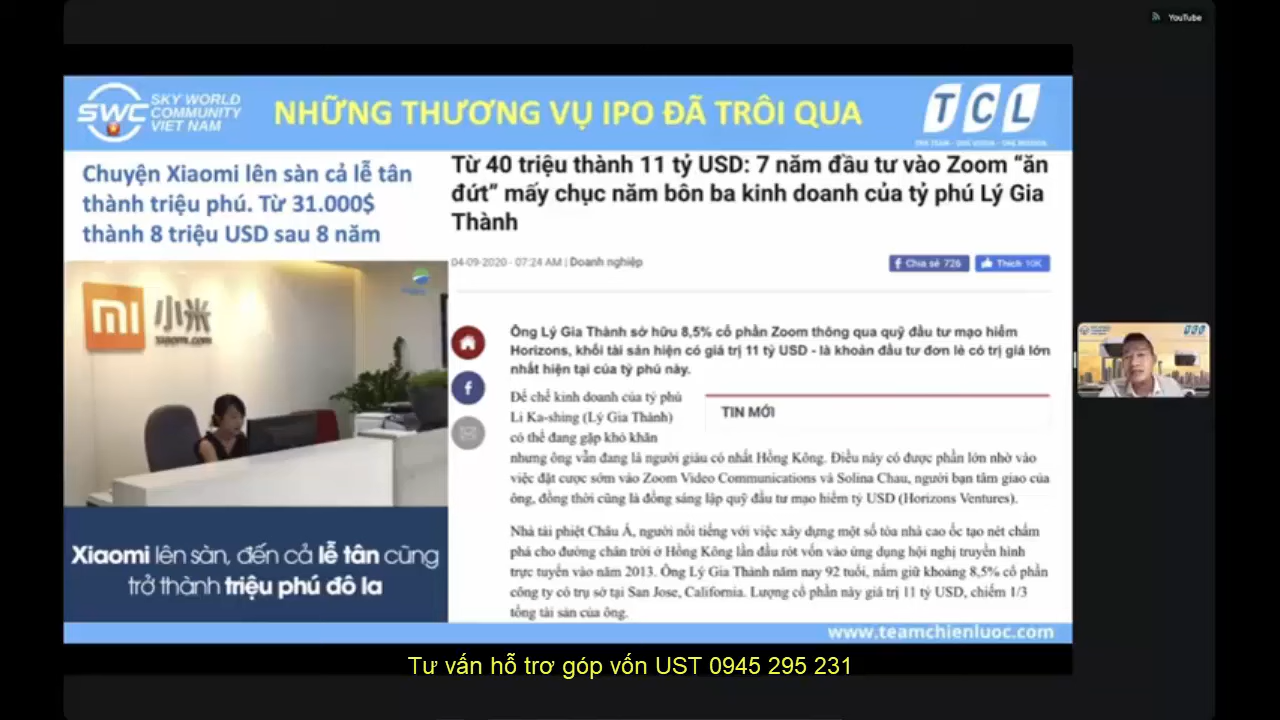 YouTube
SWC
SKY WORLD
COMMUNITY
VIET NAM
NHỮNG THƯƠNG VỤ IPO ĐÃ TRÔI QUA
TCL
ONE TEAM - ONE VISION - ONE MISSION
Chuyện Xiaomi lên sàn cả lễ tân
thành triệu phú. Từ 31.000$
thành 8 triệu USD sau 8 năm
mi 小米
xiaomi.com
Xiaomi lên sàn, đến cả lễ tân cũng
trở thành triệu phú đô la
Từ 40 triệu thành 11 tỷ USD: 7 năm đầu tư vào Zoom “ăn
đứt” mấy chục năm bôn ba kinh doanh của tỷ phú Lý Gia
Thành
04-09-2020 - 07:24 AM | Doanh nghiệp
Chia sẻ 726
Thích 10K
Ông Lý Gia Thành sở hữu 8,5% cổ phần Zoom thông qua quỹ đầu tư mạo hiểm
Horizons, khối tài sản hiện có giá trị 11 tỷ USD - là khoản đầu tư đơn lẻ có trị giá lớn
nhất hiện tại của tỷ phú này.
Đế chế kinh doanh của tỷ phú
Li Ka-shing (Lý Gia Thành)
có thể đang gặp khó khăn
TIN MỚI
nhưng ông vẫn đang là người giàu có nhất Hồng Kông. Điều này có được phần lớn nhờ vào
việc đặt cược sớm vào Zoom Video Communications và Solina Chau, người bạn tâm giao của
ông, đồng thời cũng là đồng sáng lập quỹ đầu tư mạo hiểm tỷ USD (Horizons Ventures).
Nhà tài phiệt Châu Á, người nổi tiếng với việc xây dựng một số tòa nhà cao ốc tạo nét chấm
phá cho đường chân trời ở Hồng Kông lần đầu rót vốn vào ứng dụng hội nghị truyền hình
trực tuyến vào năm 2013. Ông Lý Gia Thành năm nay 92 tuổi, nắm giữ khoảng 8,5% cổ phần
công ty có trụ sở tại San Jose, California. Lượng cổ phần này giá trị 11 tỷ USD, chiếm 1/3
tổng tài sản của ông.
www.teamchienluoc.com
Tư vấn hỗ trơ góp vốn UST 0945 295 231